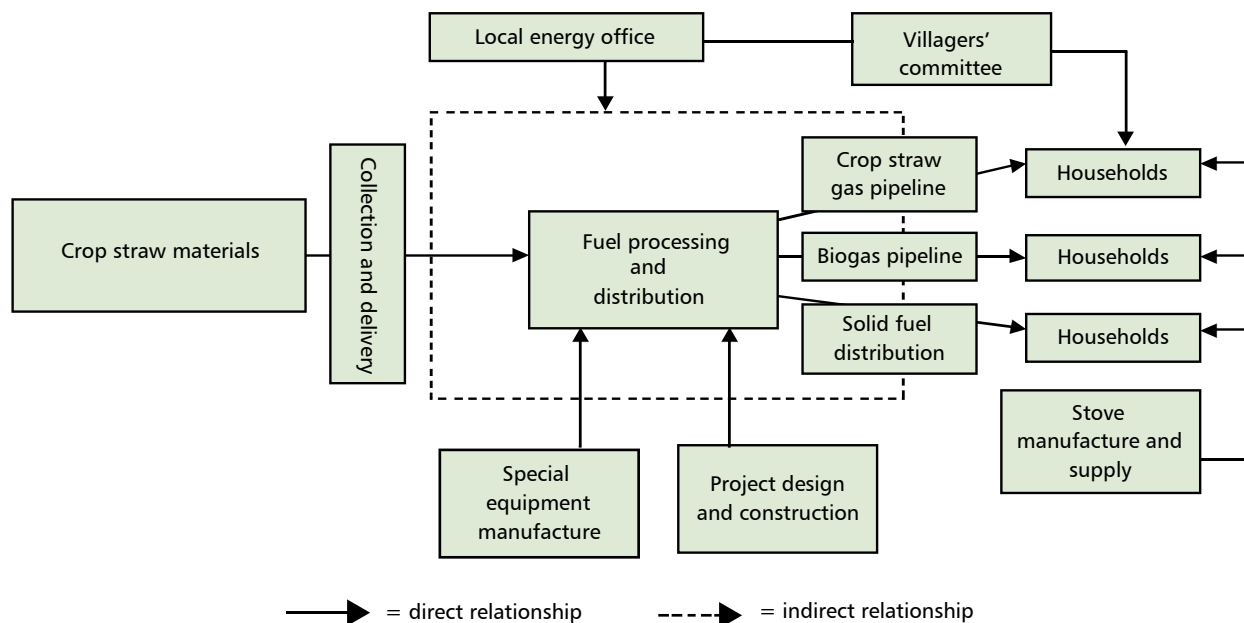 Local energy office
Villagers'
committee
Collection and delivery
Crop straw
gas pipeline
Households
Crop straw materials
Fuel processing
and
distribution
Biogas pipeline
Households
Solid fuel
distribution
Households
Stove
manufacture and
supply
Special
equipment
manufacture
Project design
and construction
= direct relationship
= indirect relationship